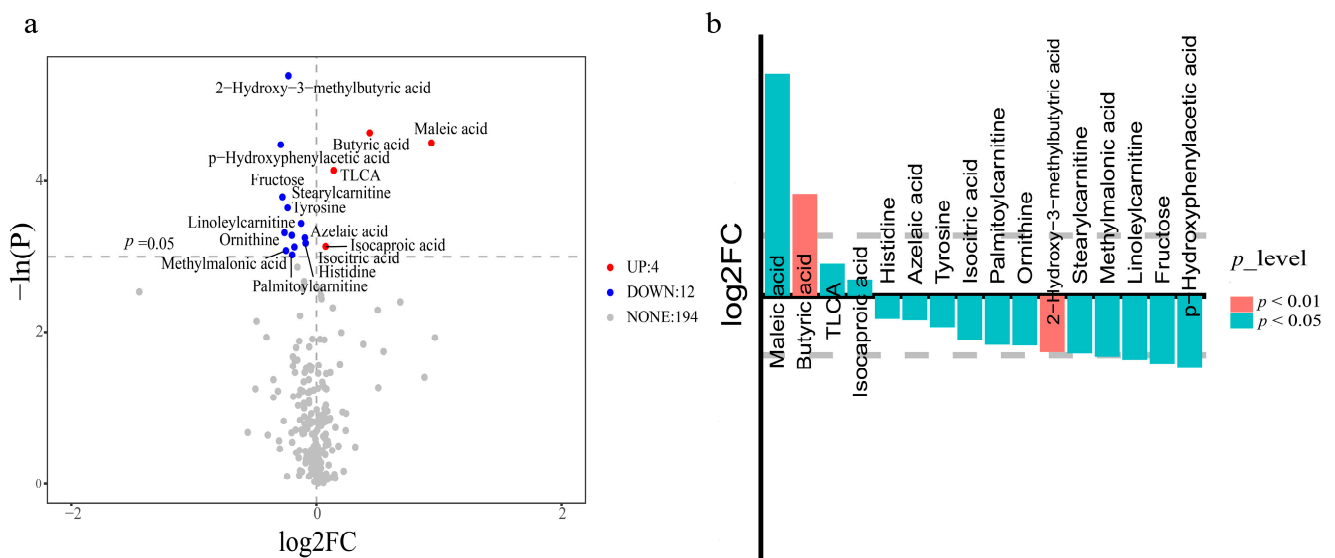 a
2−Hydroxy−3−methylbutyric acid
Maleic acid
Butyric acid
p−Hydroxyphenylacetic acid
TLCA
Fructose
Stearylcarnitine
Tyrosine
Linoleylcarnitine
Azelaic acid
Ornithine
Isocaproic acid
p =0.05
Isocitric acid
Methylmalonic acid
Histidine
Palmitoylcarnitine
4
2
0
−2
0
2
−ln(P)
log2FC
UP:4
DOWN:12
NONE:194
b
log2FC
Maleic acid
Butyric acid
TLCA
Isocaproic acid
Histidine
Azelaic acid
Tyrosine
Isocitric acid
Palmitoylcarnitine
Ornithine
2−Hydroxy−3−methylbutytric acid
Stearylcarnitine
Methylmalonic acid
Linoleylcarnitine
Fructose
p−Hydroxyphenylacetic acid
p_level
p < 0.01
p < 0.05